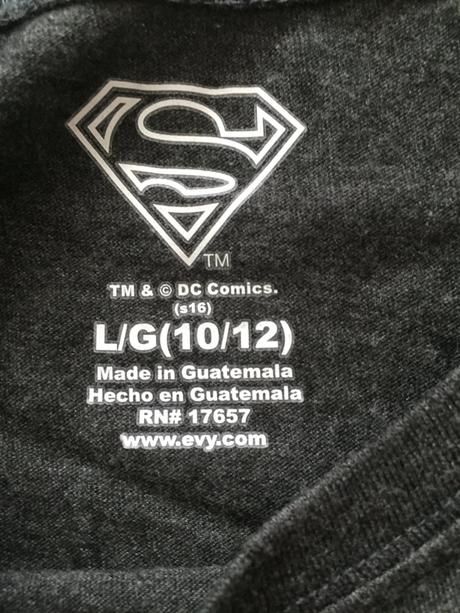 TM
TM & © DC Comics.
(s16)
L/G(10/12)
Made in Guatemala
Hecho en Guatemala
RN# 17657
www.evy.com